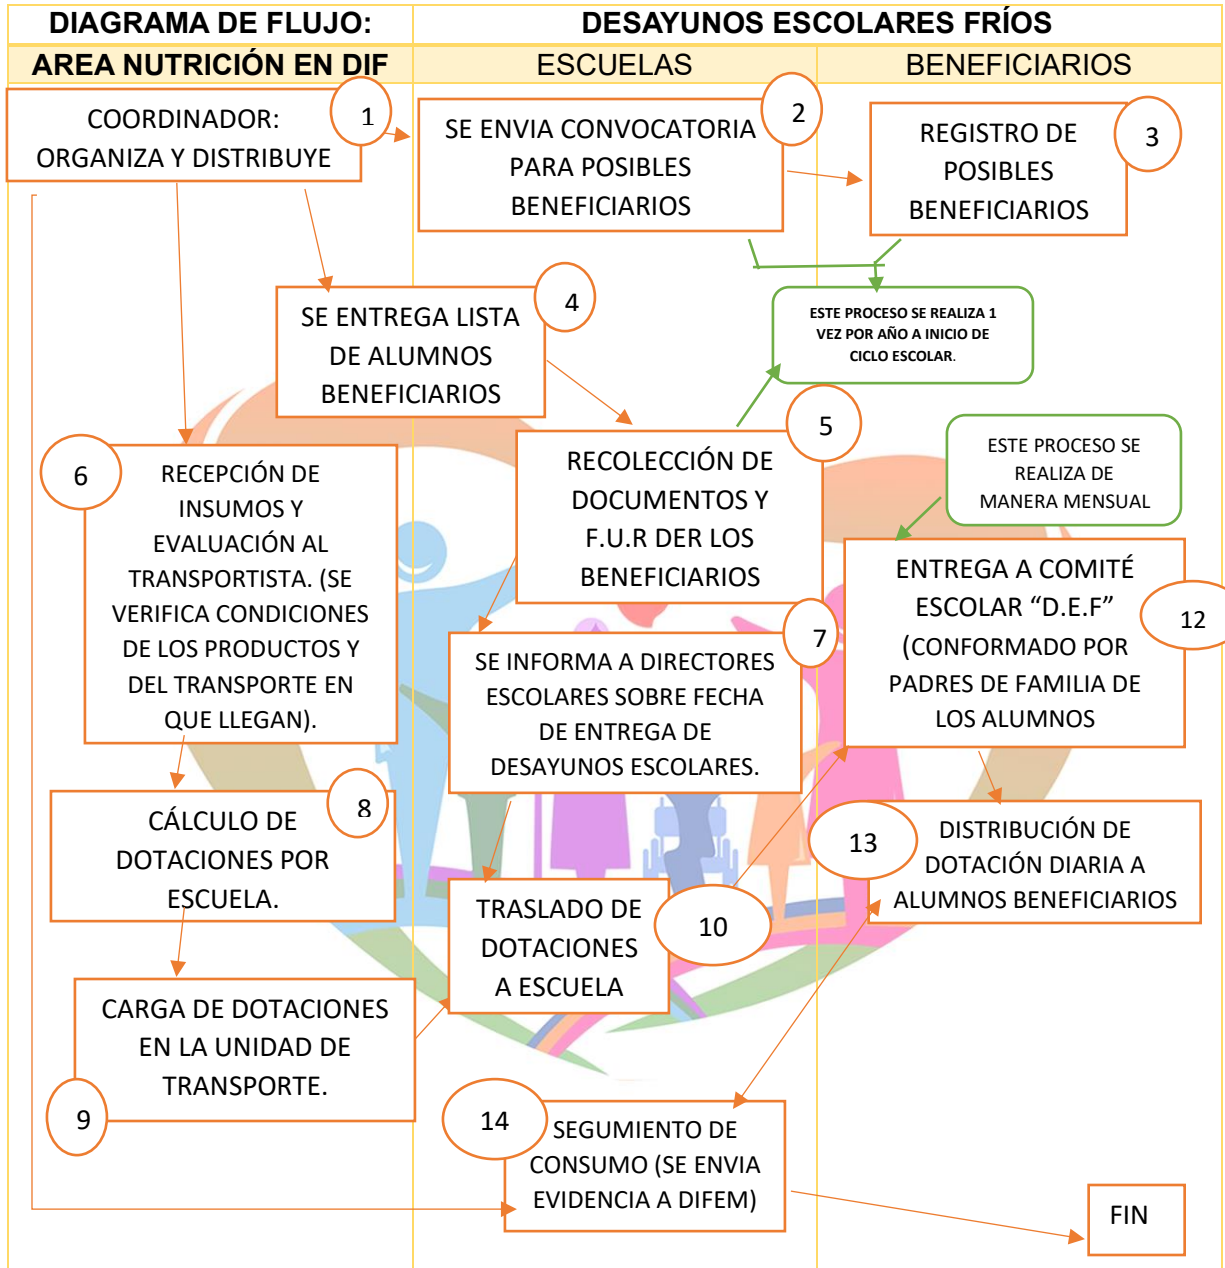 DIAGRAMA DE FLUJO:
DESAYUNOS ESCOLARES FRÍOS
AREA NUTRICIÓN EN DIF
ESCUELAS
BENEFICIARIOS
1
COORDINADOR:
ORGANIZA Y DISTRIBUYE
2
SE ENVIA CONVOCATORIA
PARA POSIBLES
BENEFICIARIOS
3
REGISTRO DE
POSIBLES
BENEFICIARIOS
4
SE ENTREGA LISTA
DE ALUMNOS
BENEFICIARIOS
ESTE PROCESO SE REALIZA 1
VEZ POR AÑO A INICIO DE
CICLO ESCOLAR.
5
RECOLECCIÓN DE
DOCUMENTOS Y
F.U.R DER LOS
BENEFICIARIOS
6
RECEPCIÓN DE
INSUMOS Y
EVALUACIÓN AL
TRANSPORTISTA. (SE
VERIFICA CONDICIONES
DE LOS PRODUCTOS Y
DEL TRANSPORTE EN
QUE LLEGAN).
ESTE PROCESO SE
REALIZA DE
MANERA MENSUAL
7
SE INFORMA A DIRECTORES
ESCOLARES SOBRE FECHA
DE ENTREGA DE
DESAYUNOS ESCOLARES.
12
ENTREGA A COMITÉ
ESCOLAR “D.E.F”
(CONFORMADO POR
PADRES DE FAMILIA DE
LOS ALUMNOS
8
CÁLCULO DE
DOTACIONES POR
ESCUELA.
13
DISTRIBUCIÓN DE
DOTACIÓN DIARIA A
ALUMNOS BENEFICIARIOS
10
TRASLADO DE
DOTACIONES
A ESCUELA
CARGA DE DOTACIONES
EN LA UNIDAD DE
TRANSPORTE.
9
14
SEGUMIENTO DE
CONSUMO (SE ENVIA
EVIDENCIA A DIFEM)
FIN